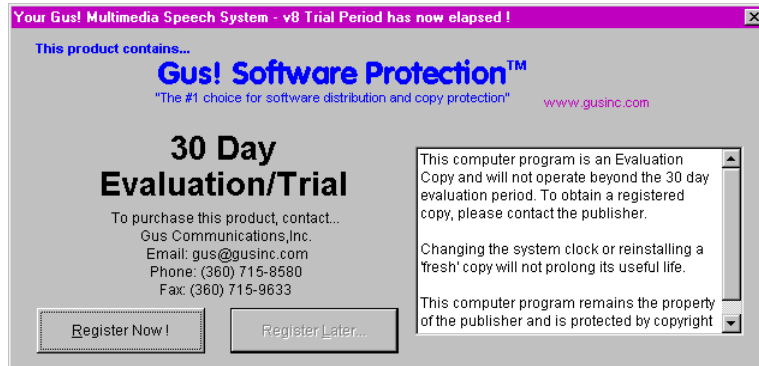 Your Gus! Multimedia Speech System - v8 Trial Period has now elapsed !
This product contains...
Gus! Software Protection™
"The #1 choice for software distribution and copy protection"
www.gusinc.com
30 Day
Evaluation/Trial
To purchase this product, contact...
Gus Communications,Inc.
Email: gus@gusinc.com
Phone: (360) 715-8580
Fax: (360) 715-9633
Register Now !
Register Later...
This computer program is an Evaluation
Copy and will not operate beyond the 30 day
evaluation period. To obtain a registered
copy, please contact the publisher.
Changing the system clock or reinstalling a
'fresh' copy will not prolong its useful life.
This computer program remains the property
of the publisher and is protected by copyright